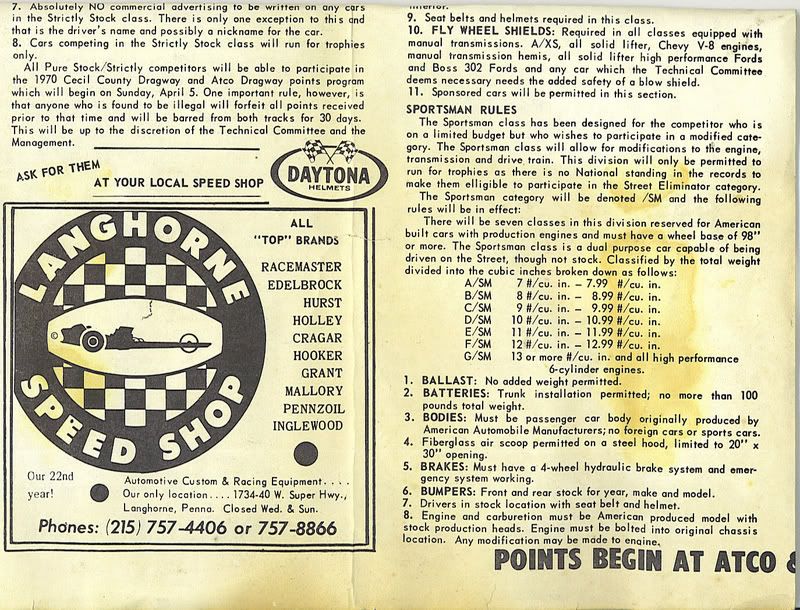 7. Absolutely NO commercial advertising to be written on any cars
in the Strictly Stock class. There is only one exception to this and
that is the driver's name and possibly a nickname for the car.
8. Cars competing in the Strictly Stock class will run for trophies
only.
All Pure Stock/Strictly competitors will be able to participate in
the 1970 Cecil County Dragway and Atco Dragway points program
which will begin on Sunday, April 5. One important rule, however, is
that anyone who is found to be illegal will forfeit all points received
prior to that time and will be barred from both tracks for 30 days.
This will be up to the discretion of the Technical Committee and the
Management.
ASK FOR THEM
AT YOUR LOCAL SPEED SHOP
DAYTONA
HELMETS
LANGHORNE
SPEED SHOP
©
ALL
"TOP" BRANDS
RACEMASTER
EDELBROCK
HURST
HOLLEY
CRAGAR
HOOKER
GRANT
MALLORY
PENNZOIL
INGLEWOOD
Our 22nd
year!
Automotive Custom & Racing Equipment....
Our only location.... 1734-40 W. Super Hwy.,
Langhorne, Penna. Closed Wed. & Sun.
Phones: (215) 757-4406 or 757-8866
interior.
9. Seat belts and helmets required in this class.
10. FLY WHEEL SHIELDS: Required in all classes equipped with
manual transmissions. A/XS, all solid lifter, Chevy V-8 engines,
manual transmission hemis, all solid lifter high performance Fords
and Boss 302 Fords and any car which the Technical Committee
deems necessary needs the added safety of a blow shield.
11. Sponsored cars will be permitted in this section.
SPORTSMAN RULES
The Sportsman class has been designed for the competitor who is
on a limited budget but who wishes to participate in a modified cate-
gory. The Sportsman class will allow for modifications to the engine,
transmission and drive train. This division will only be permitted to
run for trophies as there is no National standing in the records to
make them elligible to participate in the Street Eliminator category.
The Sportsman category will be denoted /SM and the following
rules will be in effect:
There will be seven classes in this division reserved for American
built cars with production engines and must have a wheel base of 98"
or more. The Sportsman class is a dual purpose car capable of being
driven on the Street, though not stock. Classified by the total weight
divided into the cubic inches broken down as follows:
A/SM 7 #/cu. in. – 7.99 #/cu. in.
B/SM 8 #/cu. in. – 8.99 #/cu. in.
C/SM 9 #/cu. in. – 9.99 #/cu. in.
D/SM 10 #/cu. in. – 10.99 #/cu. in.
E/SM 11 #/cu. in. – 11.99 #/cu. in.
F/SM 12 #/cu. in. – 12.99 #/cu. in.
G/SM 13 or more #/cu. in. and all high performance
6-cylinder engines.
1. BALLAST: No added weight permitted.
2. BATTERIES: Trunk installation permitted; no more than 100
pounds total weight.
3. BODIES: Must be passenger car body originally produced by
American Automobile Manufacturers; no foreign cars or sports cars.
4. Fiberglas air scoop permitted on a steel hood, limited to 20" x
30" opening.
5. BRAKES: Must have a 4-wheel hydraulic brake system and emer-
gency system working.
6. BUMPERS: Front and rear stock for year, make and model.
7. Drivers in stock location with seat belt and helmet.
8. Engine and carburetion must be American produced model with
stock production heads. Engine must be bolted into original chassis
location. Any modification may be made to engine.
POINTS BEGIN AT ATCO &